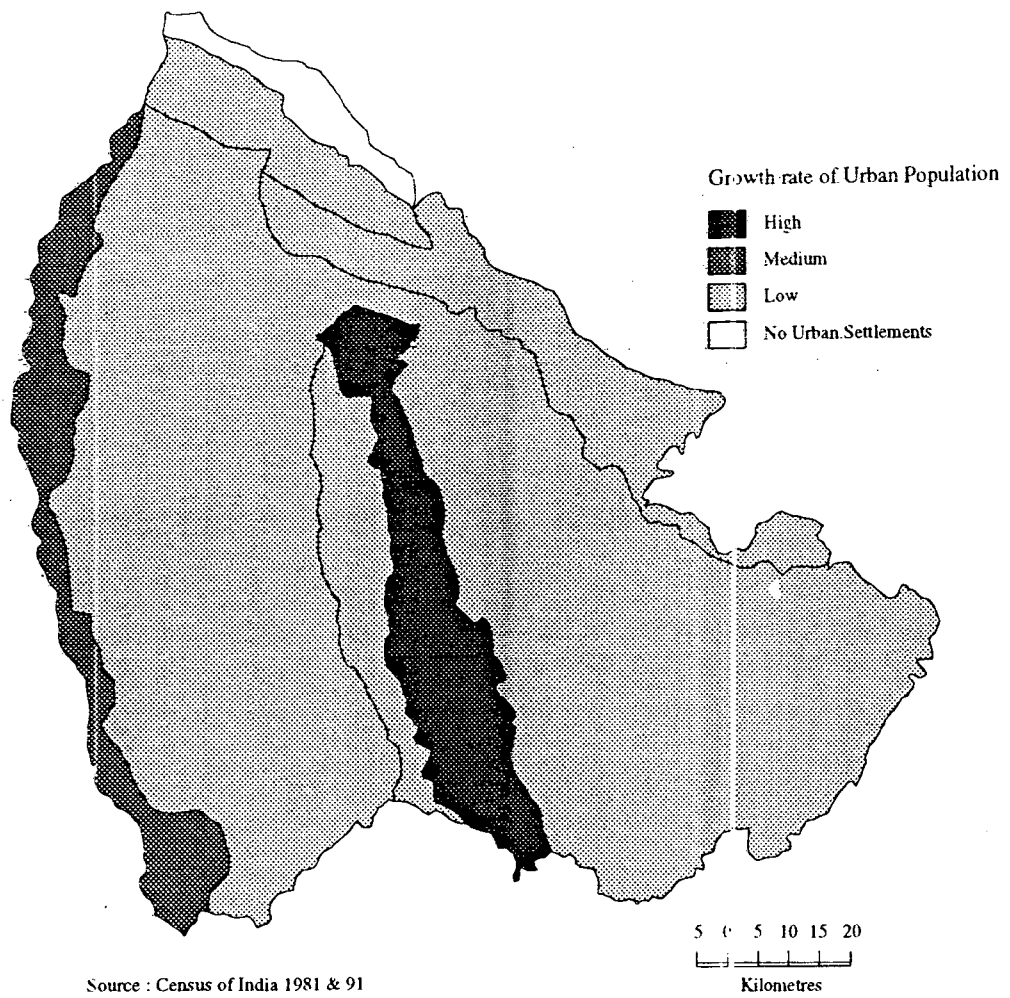 Growth rate of Urban Population
High
Medium
Low
No Urban Settlements
5 0 5 10 15 20
Kilometres
Source : Census of India 1981 & 91